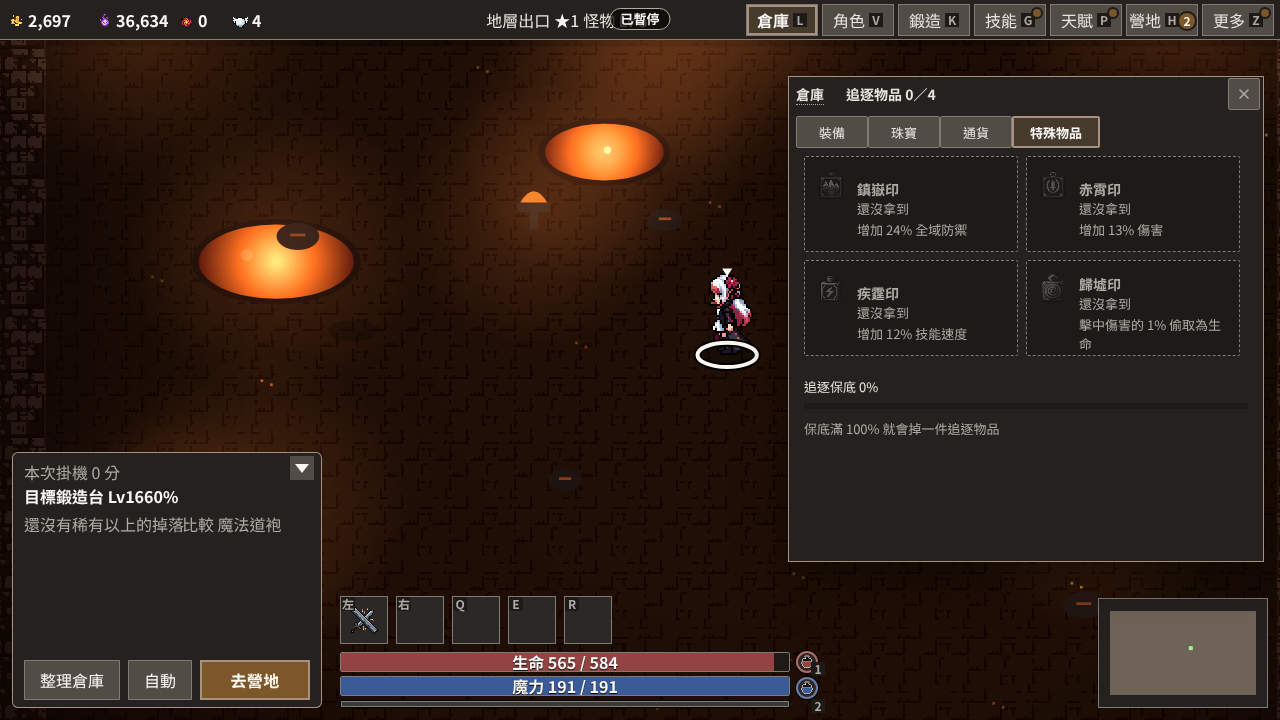 2,697
36,634
0
4
地層出口 ★1 怪物
已暫停
倉庫 L
角色 V
鍛造 K
技能 G
天賦 P
營地 H 2
更多 Z
倉庫 追逐物品 0／4
裝備
珠寶
通貨
特殊物品
鎮嶽印
還沒拿到
增加 24% 全域防禦
赤霄印
還沒拿到
增加 13% 傷害
疾霆印
還沒拿到
增加 12% 技能速度
歸墟印
還沒拿到
擊中傷害的 1% 偷取為生
命
追逐保底 0%
保底滿 100% 就會掉一件追逐物品
本次掛機 0 分
目標鍛造台 Lv1660%
還沒有稀有以上的掉落比較 魔法道袍
整理倉庫
自動
去營地
左
右
Q
E
R
生命 565 / 584
魔力 191 / 191
1
2